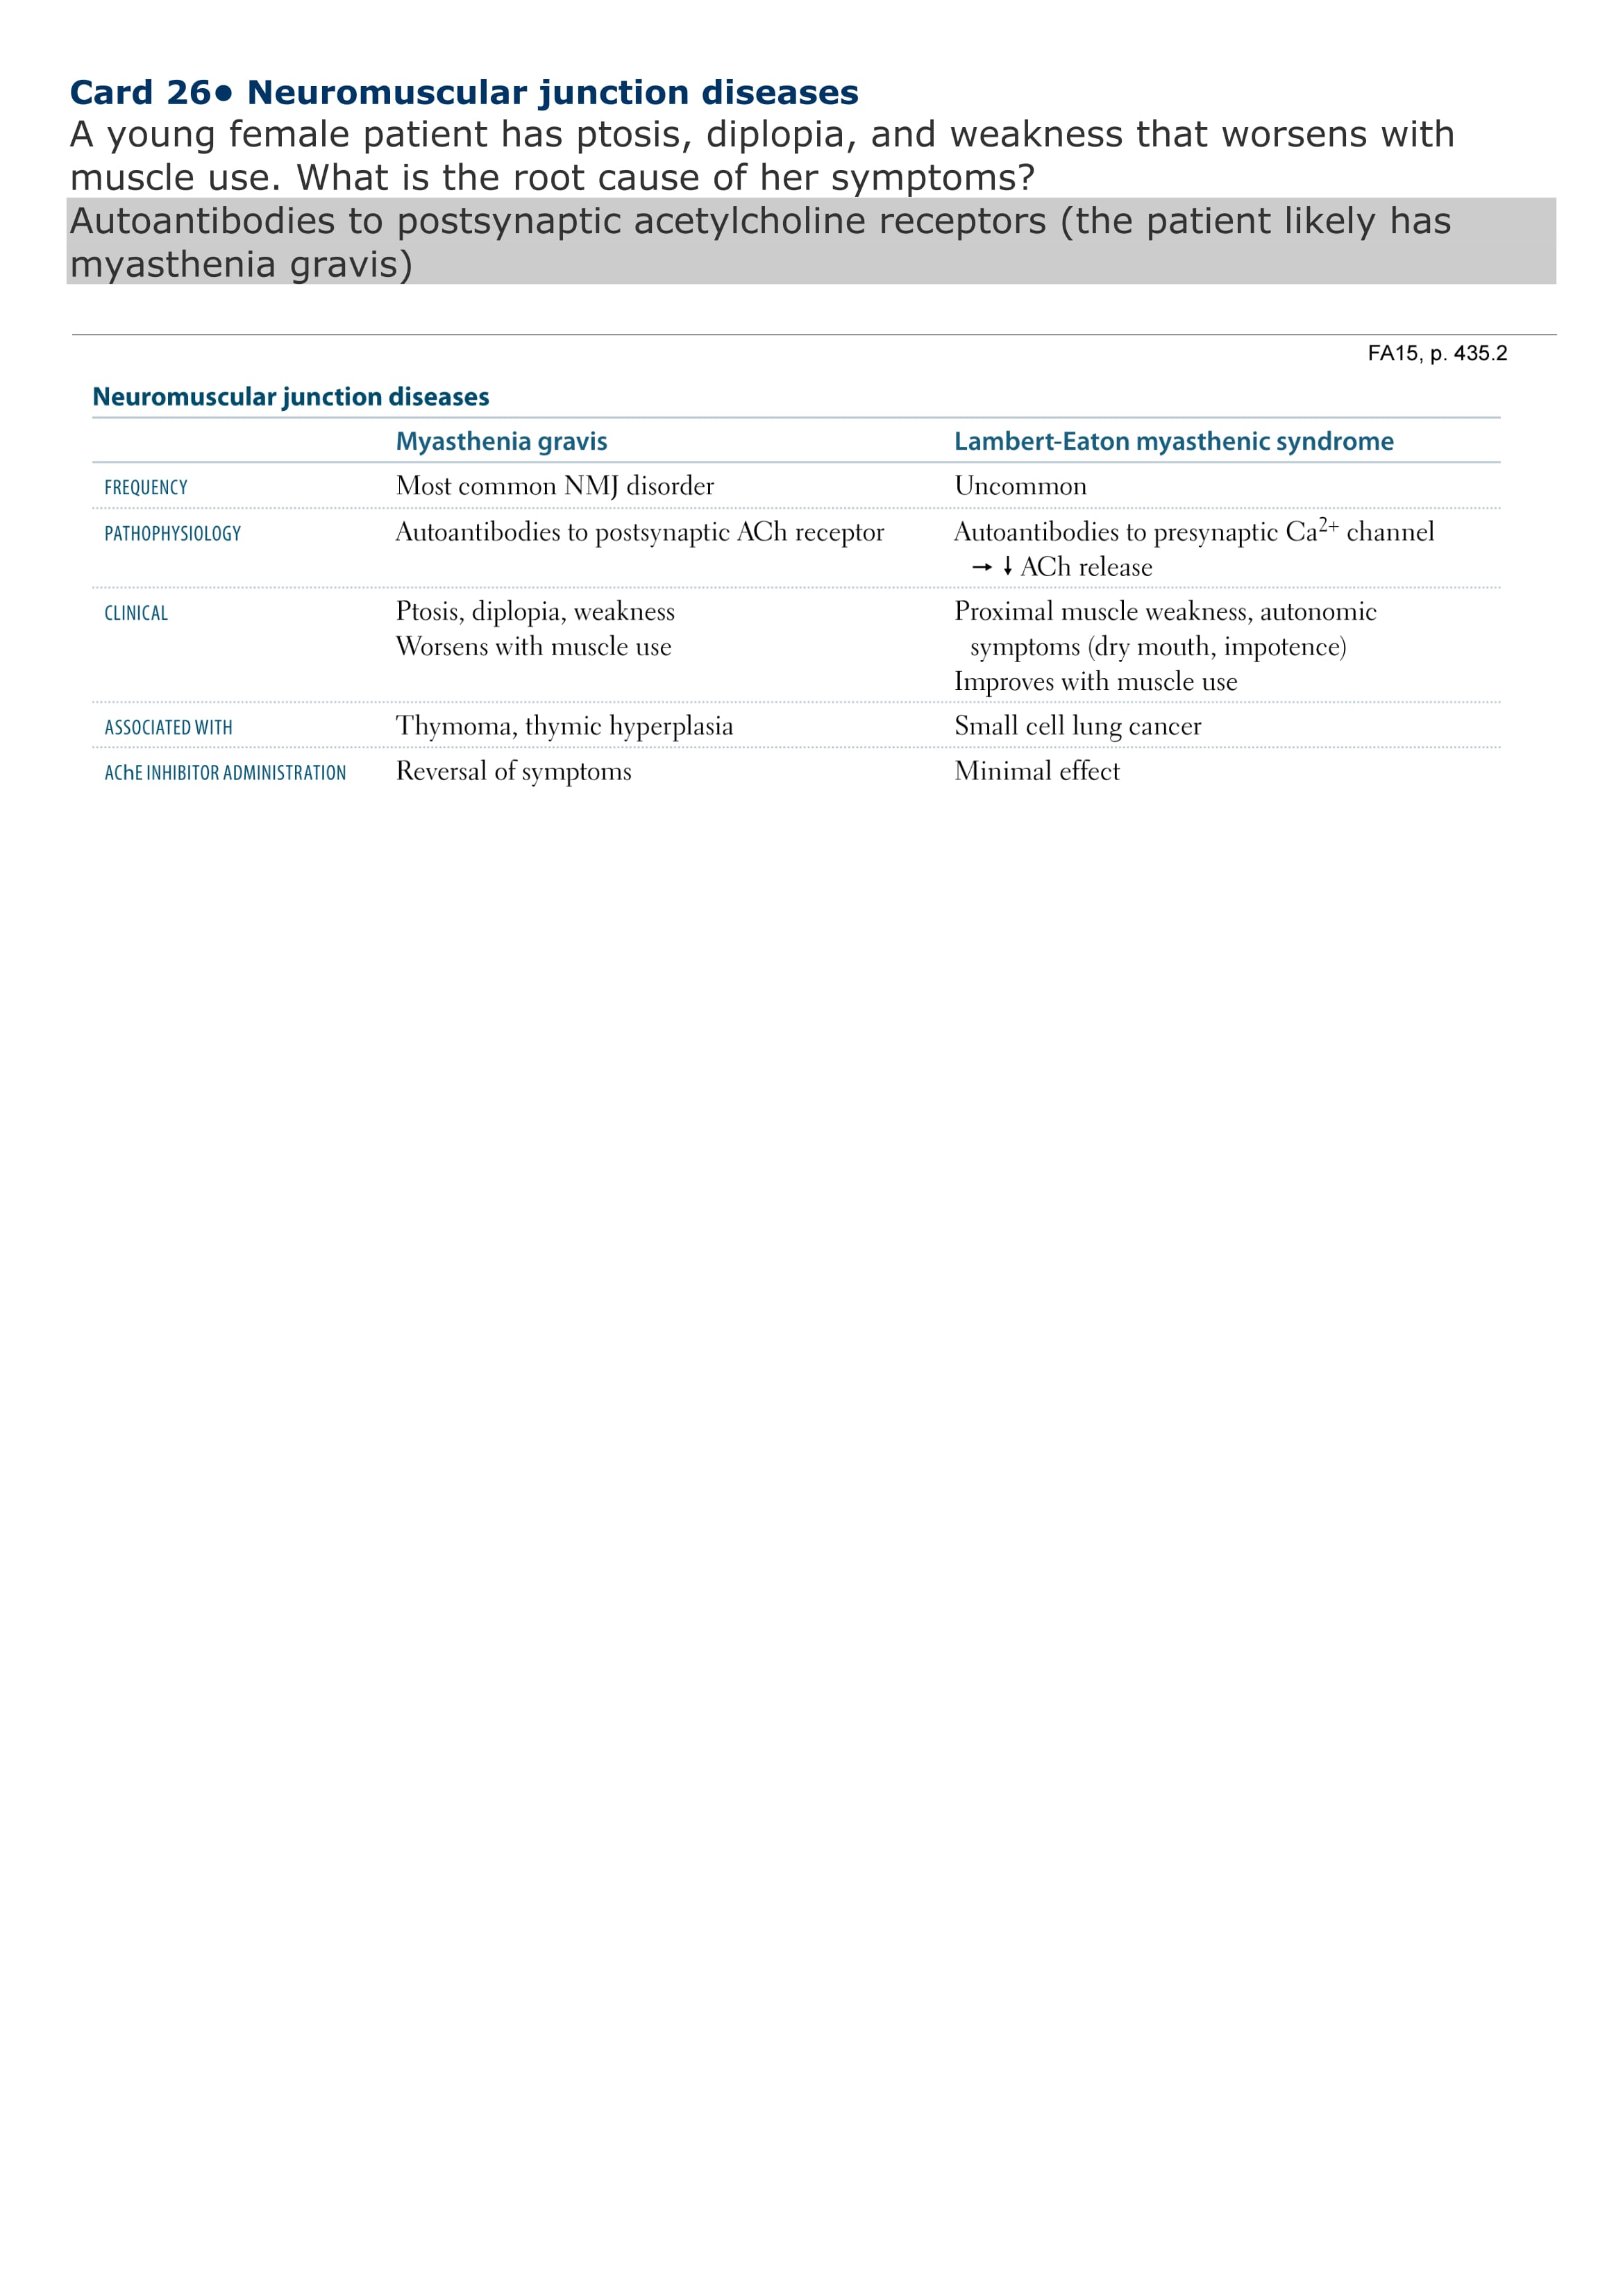 Card 26● Neuromuscular junction diseases
A young female patient has ptosis, diplopia, and weakness that worsens with
muscle use. What is the root cause of her symptoms?
Autoantibodies to postsynaptic acetylcholine receptors (the patient likely has
myasthenia gravis)
FA15, p. 435.2
Neuromuscular junction diseases
Myasthenia gravis Lambert-Eaton myasthenic syndrome
FREQUENCY Most common NMJ disorder Uncommon
PATHOPHYSIOLOGY Autoantibodies to postsynaptic ACh receptor Autoantibodies to presynaptic Ca²⁺ channel
→ ↓ ACh release
CLINICAL Ptosis, diplopia, weakness Proximal muscle weakness, autonomic
Worsens with muscle use symptoms (dry mouth, impotence)
Improves with muscle use
ASSOCIATED WITH Thymoma, thymic hyperplasia Small cell lung cancer
AChE INHIBITOR ADMINISTRATION Reversal of symptoms Minimal effect